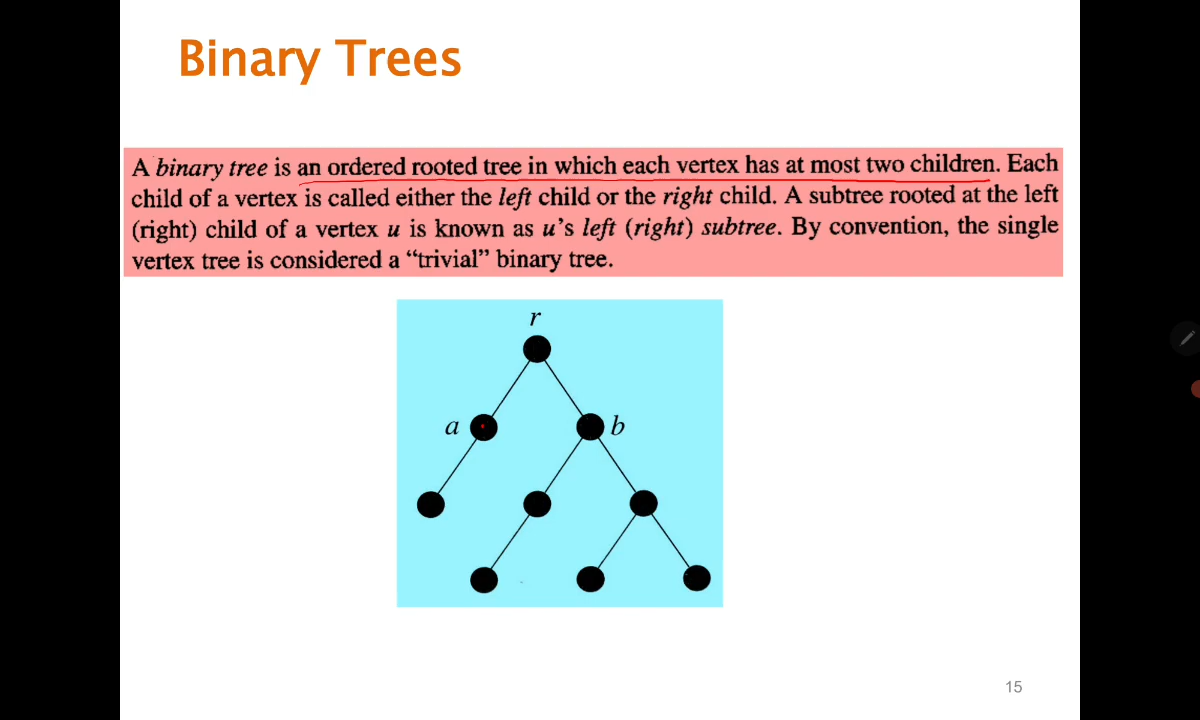 Binary Trees
A binary tree is an ordered rooted tree in which each vertex has at most two children. Each
child of a vertex is called either the left child or the right child. A subtree rooted at the left
(right) child of a vertex u is known as u’s left (right) subtree. By convention, the single
vertex tree is considered a “trivial” binary tree.
r
a
b
15